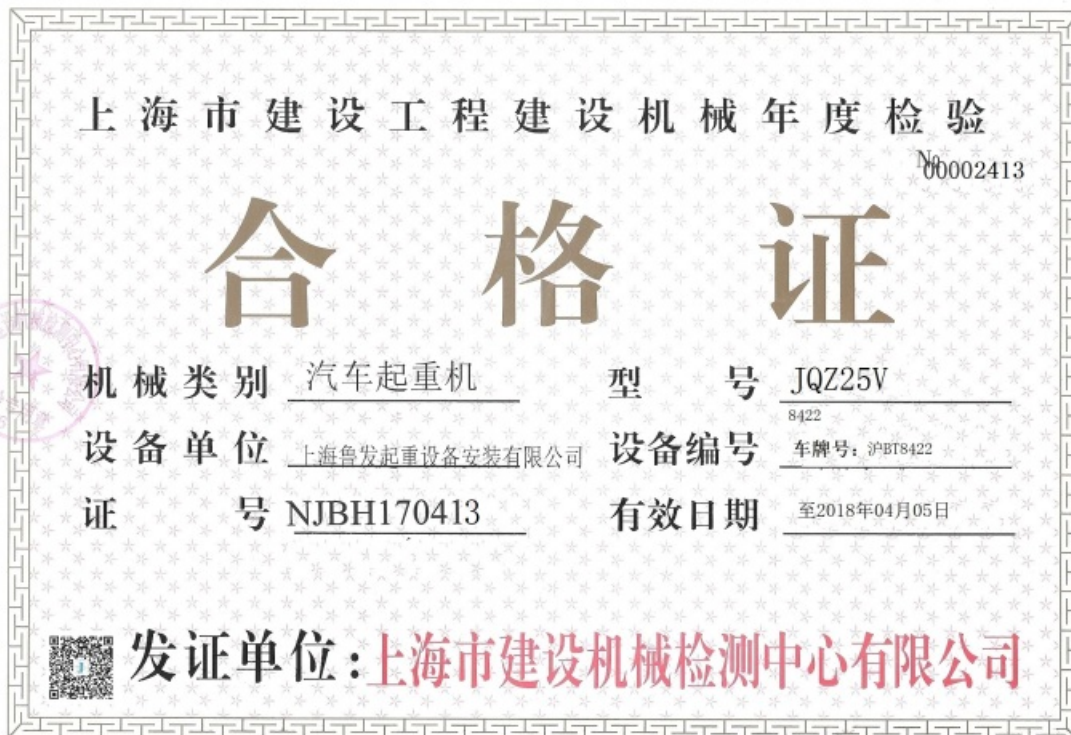 上海市建设工程建设机械年度检验
№00002413
合格证
机械类别 汽车起重机 型号 JQZ25V
8422
设备单位 上海鲁发起重设备安装有限公司 设备编号 车牌号：沪BT8422
证号 NJBH170413 有效日期 至2018年04月05日
发证单位：上海市建设机械检测中心有限公司